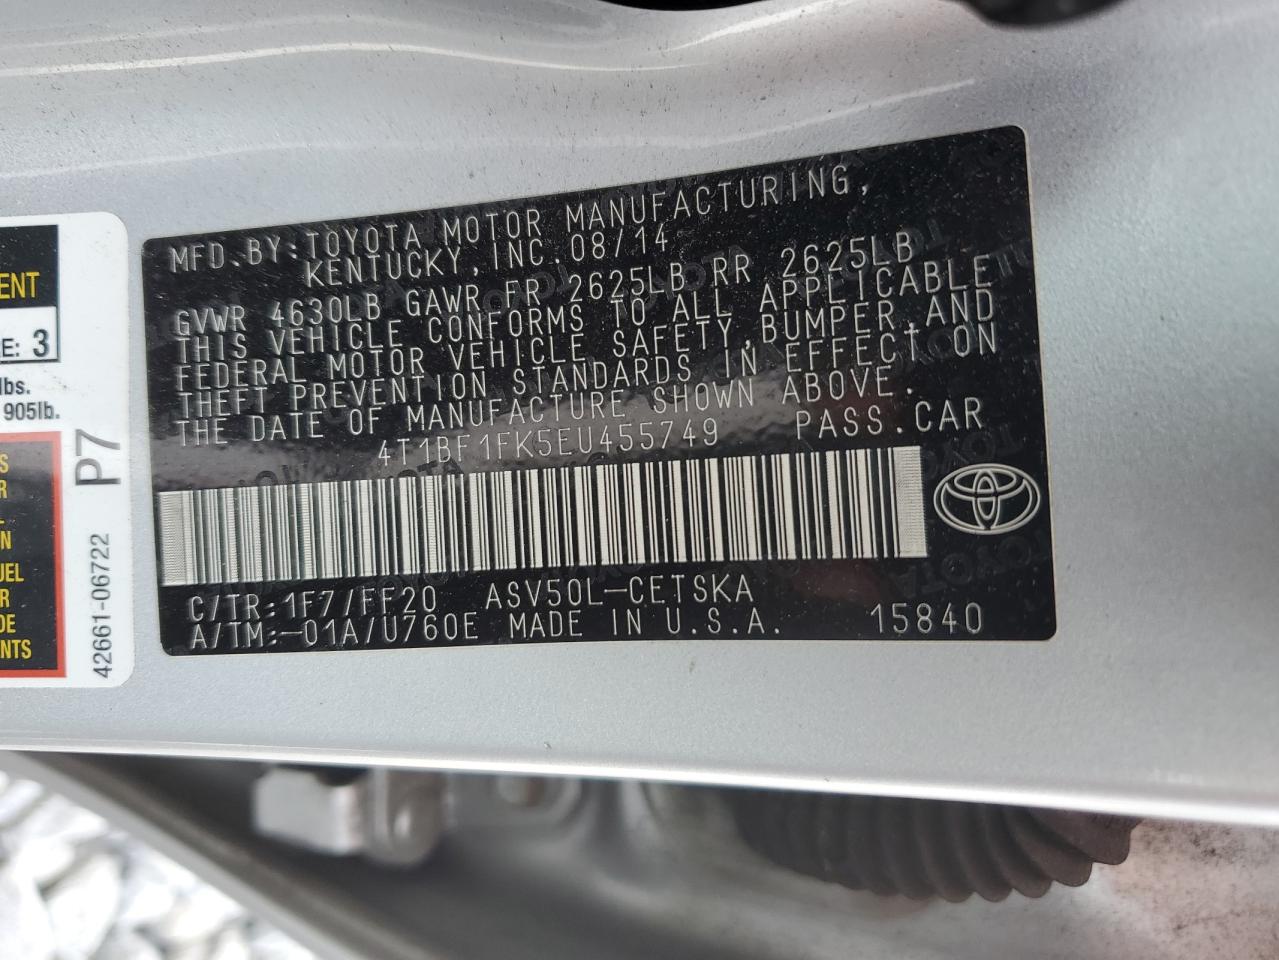 ENT
E: 3
lbs.
905lb.
S
R
L
N
UEL
R
DE
NTS
42661-06722 P7
MFD.BY:TOYOTA MOTOR MANUFACTURING,
KENTUCKY,INC.08/14
GVWR 4630LB GAWR FR 2625LB RR 2625LB
THIS VEHICLE CONFORMS TO ALL APPLICABLE
FEDERAL MOTOR VEHICLE SAFETY,BUMPER,AND
THEFT PREVENTION STANDARDS IN EFFECT ON
THE DATE OF MANUFACTURE SHOWN ABOVE.
4T1BF1FK5EU455749 PASS.CAR
C/TR:1F7/FF20 ASV50L-CETSKA
A/TM:-01A/U760E MADE IN U.S.A. 15840